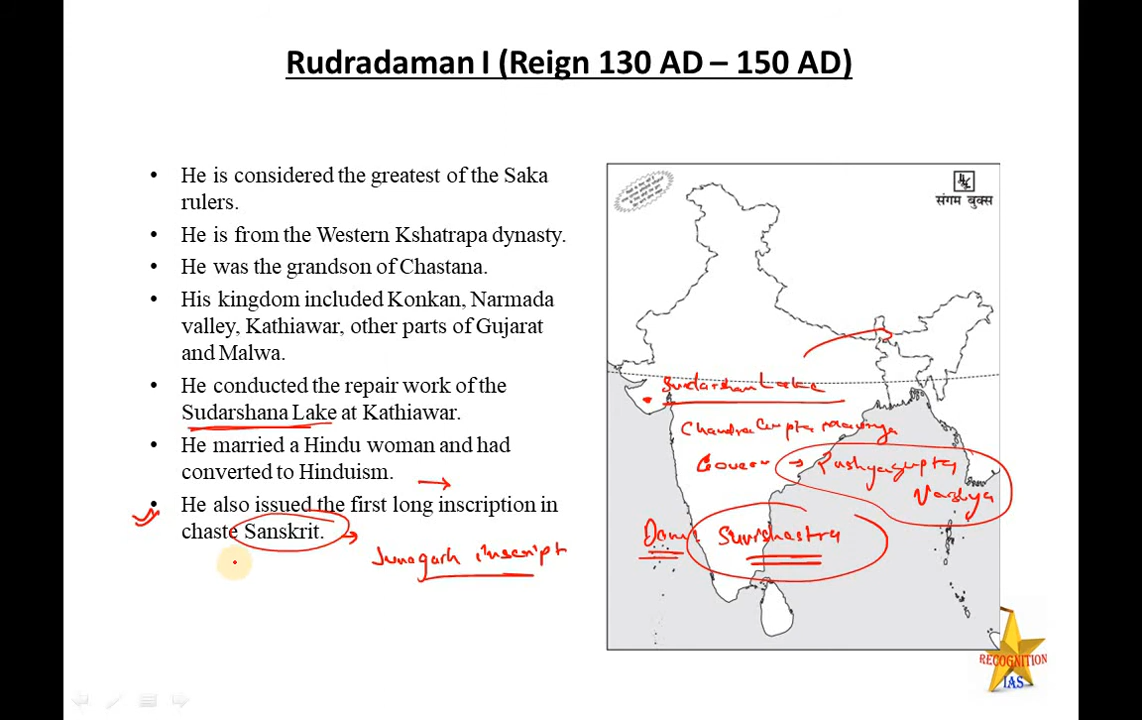 Rudradaman I (Reign 130 AD – 150 AD)
• He is considered the greatest of the Saka
rulers.
• He is from the Western Kshatrapa dynasty.
• He was the grandson of Chastana.
• His kingdom included Konkan, Narmada
valley, Kathiawar, other parts of Gujarat
and Malwa.
• He conducted the repair work of the
Sudarshana Lake at Kathiawar.
• He married a Hindu woman and had
converted to Hinduism.
• He also issued the first long inscription in
chaste Sanskrit.
Junagarh inscript
संगम बुक्स
Sudarshan Lake
Chandra Gupta maurya
Govern → Pushyagupta
Vaishya
Dam Surishastra
RECOGNITION
IAS